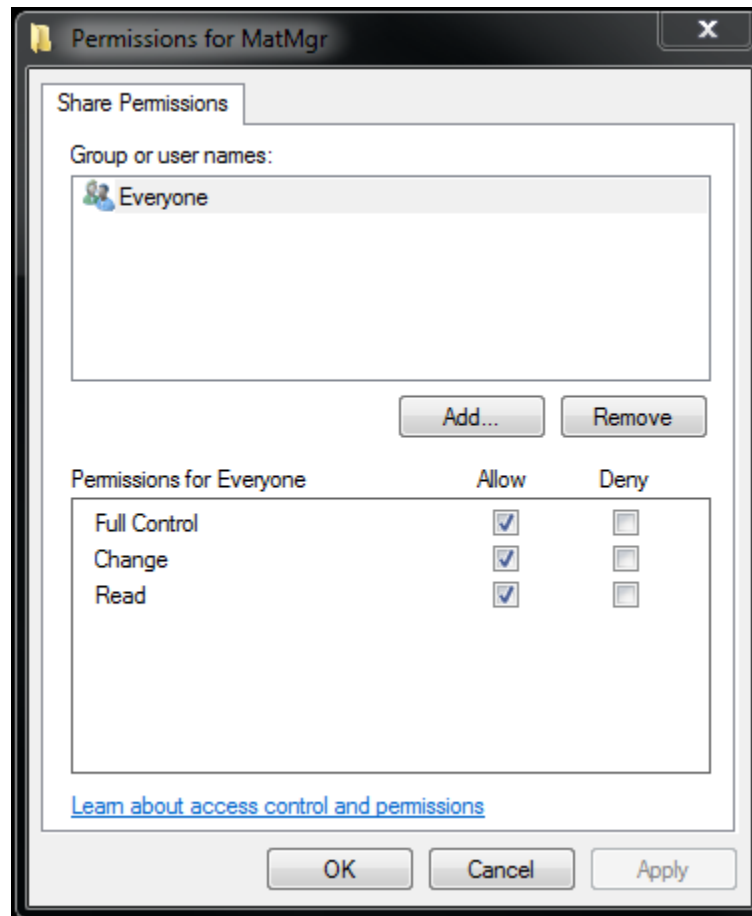 Permissions for MatMgr
Share Permissions
Group or user names:
Everyone
Add... Remove
Permissions for Everyone Allow Deny
Full Control
Change
Read
Learn about access control and permissions
OK Cancel Apply